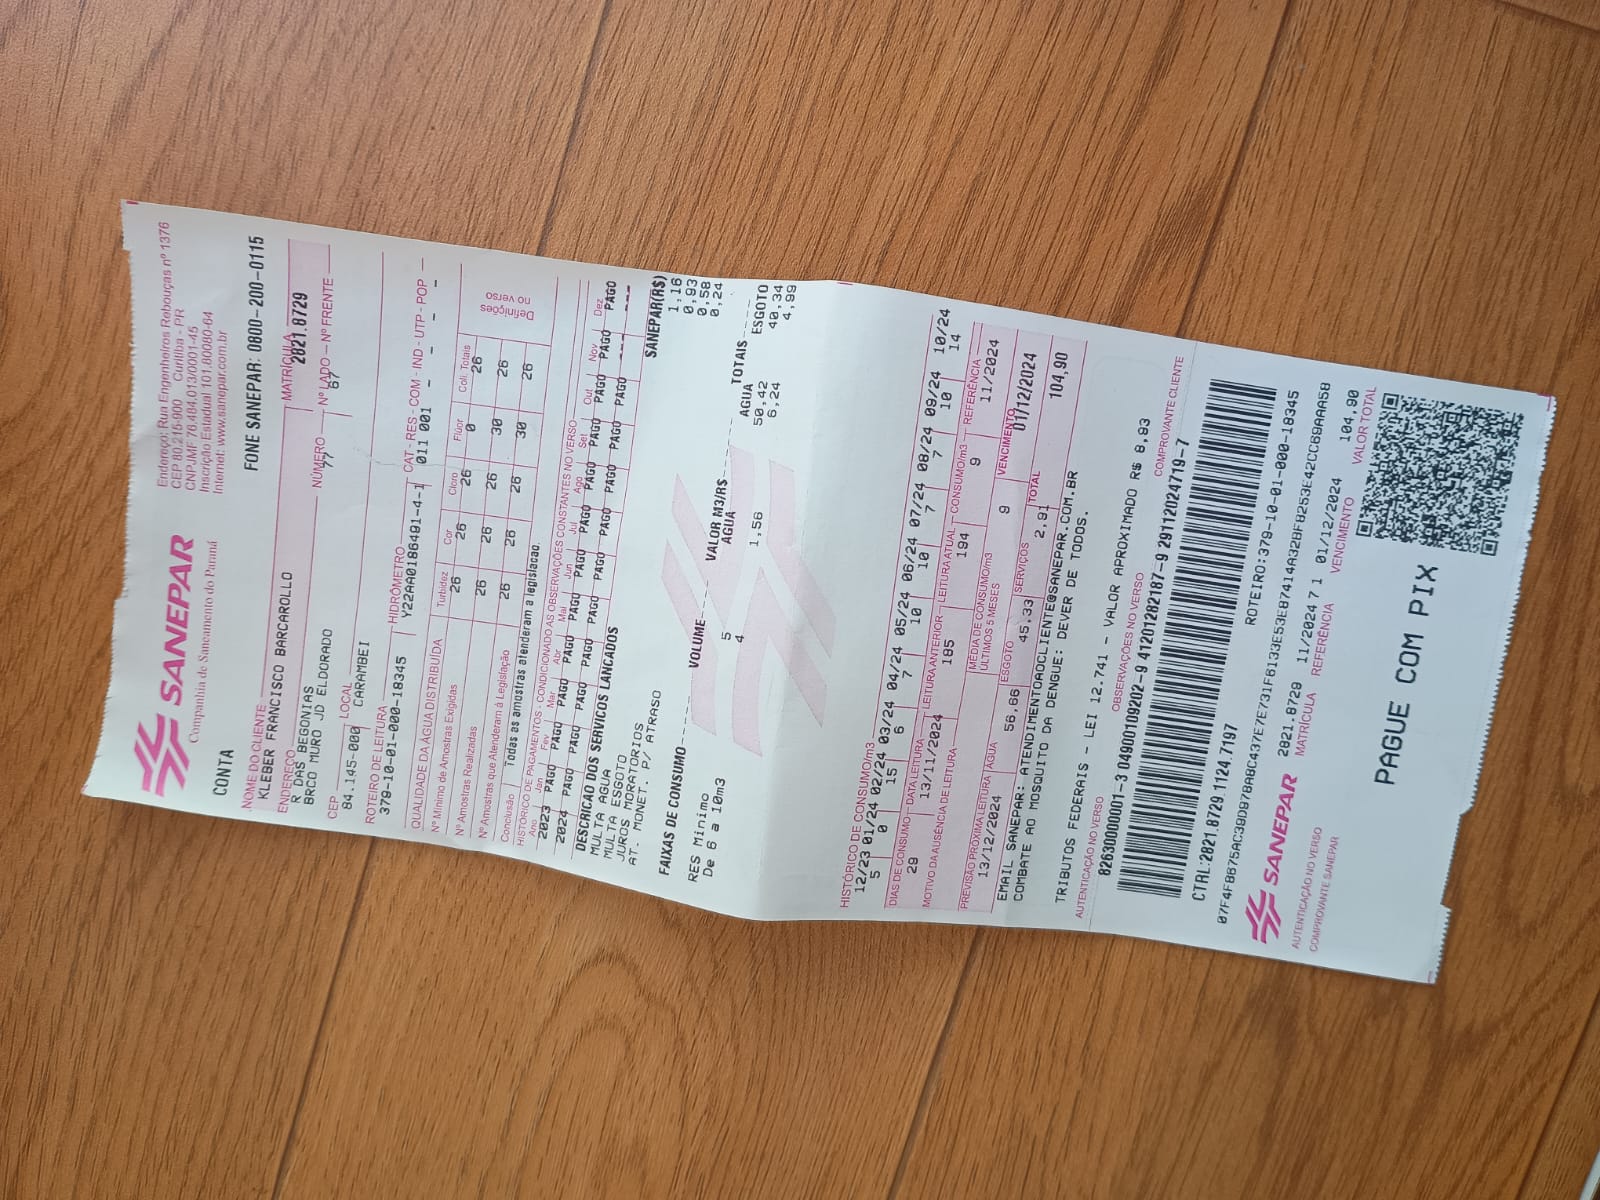 SANEPAR
Companhia de Saneamento do Paraná
Endereço: Rua Engenheiros Rebouças nº 1376
CEP 80.215-900 Curitiba - PR
CNPJMF 76.484.013/0001-45
Inscrição Estadual 101.80080-64
Internet: www.sanepar.com.br
CONTA
FONE SANEPAR: 0800-200-0115
NOME DO CLIENTE MATRÍCULA
KLEBER FRANCISCO BARCAROLLO 2821.8729
ENDEREÇO NÚMERO Nº LADO - Nº FRENTE
R DAS BEGONIAS 77 67
BRCO MURO JD ELDORADO
CEP LOCAL
84.145-000 CARAMBEI
ROTEIRO DE LEITURA HIDRÔMETRO CAT - RES - COM - IND - UTP - POP
379-10-01-000-18345 Y22AA0186491-4-1 011 001 - - - -
QUALIDADE DA ÁGUA DISTRIBUÍDA Turbidez Cor Cloro Flúor Coli. Totais
Nº Mínimo de Amostras Exigidas 26 26 26 0 26
Nº Amostras Realizadas 26 26 26 30 26
Nº Amostras que Atenderam à Legislação 26 26 26 30 26
Definições no verso
Conclusão Todas as amostras atenderam a legislacao.
HISTÓRICO DE PAGAMENTOS - CONDICIONADO AS OBSERVAÇÕES CONSTANTES NO VERSO
Ano Jan Fev Mar Abr Mai Jun Jul Ago Set Out Nov Dez
2023 PAGO PAGO PAGO PAGO PAGO PAGO PAGO PAGO PAGO PAGO PAGO PAGO
2024 PAGO PAGO PAGO PAGO PAGO PAGO PAGO PAGO PAGO PAGO --- ---
DESCRICAO DOS SERVICOS LANCADOS SANEPAR(R$)
MULTA AGUA 1,16
MULTA ESGOTO 0,93
JUROS MORATORIOS 0,58
AT. MONET. P/ ATRASO 0,24
FAIXAS DE CONSUMO VOLUME VALOR M3/R$ TOTAIS
AGUA AGUA ESGOTO
RES Minimo 5 50,42 40,34
De 6 a 10m3 4 1,56 6,24 4,99
HISTÓRICO DE CONSUMO/m3
12/23 01/24 02/24 03/24 04/24 05/24 06/24 07/24 08/24 09/24 10/24
5 0 15 6 7 10 10 7 7 10 14
DIAS DE CONSUMO DATA LEITURA LEITURA ANTERIOR LEITURA ATUAL CONSUMO/m3 REFERÊNCIA
29 13/11/2024 185 194 9 11/2024
MOTIVO DA AUSÊNCIA DE LEITURA MÉDIA DE CONSUMO/m3 ÚLTIMOS 5 MESES 9 VENCIMENTO 01/12/2024
PREVISÃO PRÓXIMA LEITURA ÁGUA ESGOTO SERVIÇOS TOTAL
13/12/2024 56,66 45,33 2,91 104,90
EMAIL SANEPAR: ATENDIMENTOAOCLIENTE@SANEPAR.COM.BR
COMBATE AO MOSQUITO DA DENGUE: DEVER DE TODOS.
TRIBUTOS FEDERAIS - LEI 12.741 - VALOR APROXIMADO R$ 8,93
AUTENTICAÇÃO NO VERSO OBSERVAÇÕES NO VERSO COMPROVANTE CLIENTE
82630000001-3 04900109202-9 41201282187-9 29112024719-7
CTRL:2821.8729.1124.7197 ROTEIRO:379-10-01-000-18345
07F4FB875AC39D978A8C437E7E731F6133E53E87414A328F8253E42CC69AAA58
SANEPAR
2821.8729 11/2024 7 1 01/12/2024 104,90
MATRÍCULA REFERÊNCIA VENCIMENTO VALOR TOTAL
AUTENTICAÇÃO NO VERSO
COMPROVANTE SANEPAR
PAGUE COM PIX